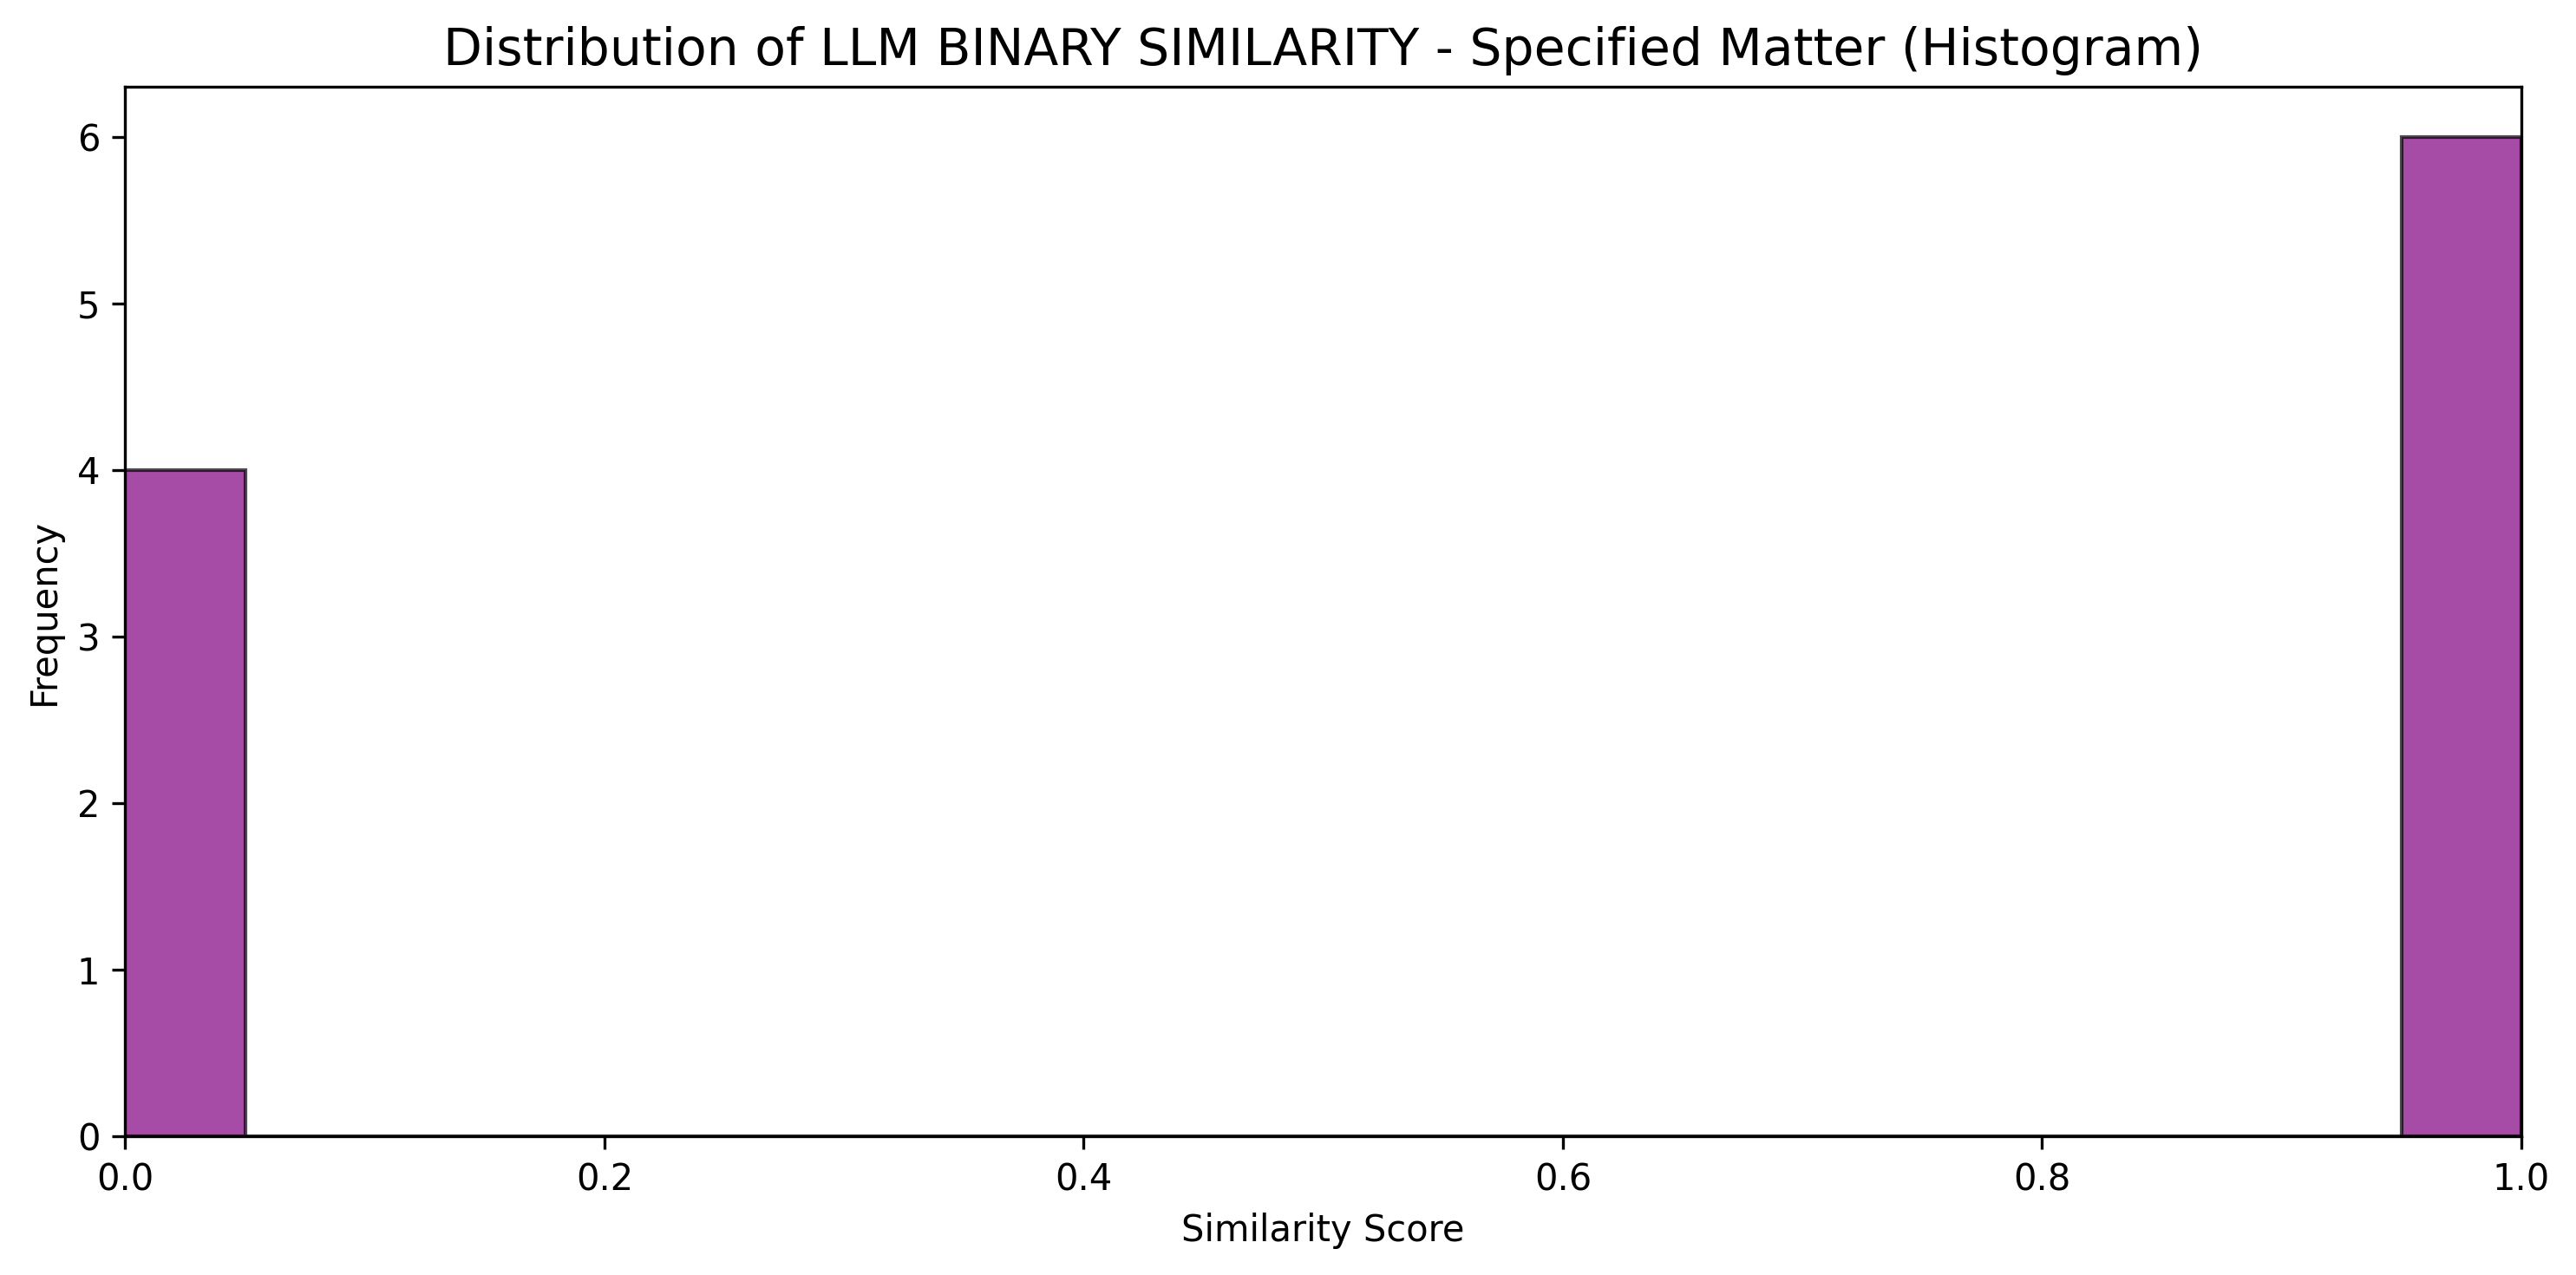 Distribution of LLM BINARY SIMILARITY - Specified Matter (Histogram)
6
5
4
3
2
1
0
Frequency
0.0 0.2 0.4 0.6 0.8 1.0
Similarity Score